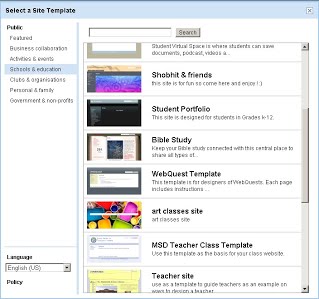 Select a Site Template
Public
Featured
Business collaboration
Activities & events
Schools & education
Clubs & organisations
Personal & family
Government & non-profits
Language
English (US)
Policy
Search
StudentVirtual Space is where students can save
documents, podcast, videos a...
Shobhit & friends
this site is for fun so come here and enjoy ! :)
Student Portfolio
This site is designed for students in Grades k-12.
Bible Study
Keep your Bible study connected with this central place to
share all types of...
WebQuest Template
This template is for designers of WebQuests. Each page
includes instructions ...
art classes site
art classes site
MSD Teacher Class Template
Use this template as the basis for your class website.
Teacher site
use as a template to guide teachers as an example on
ways to design a teacher